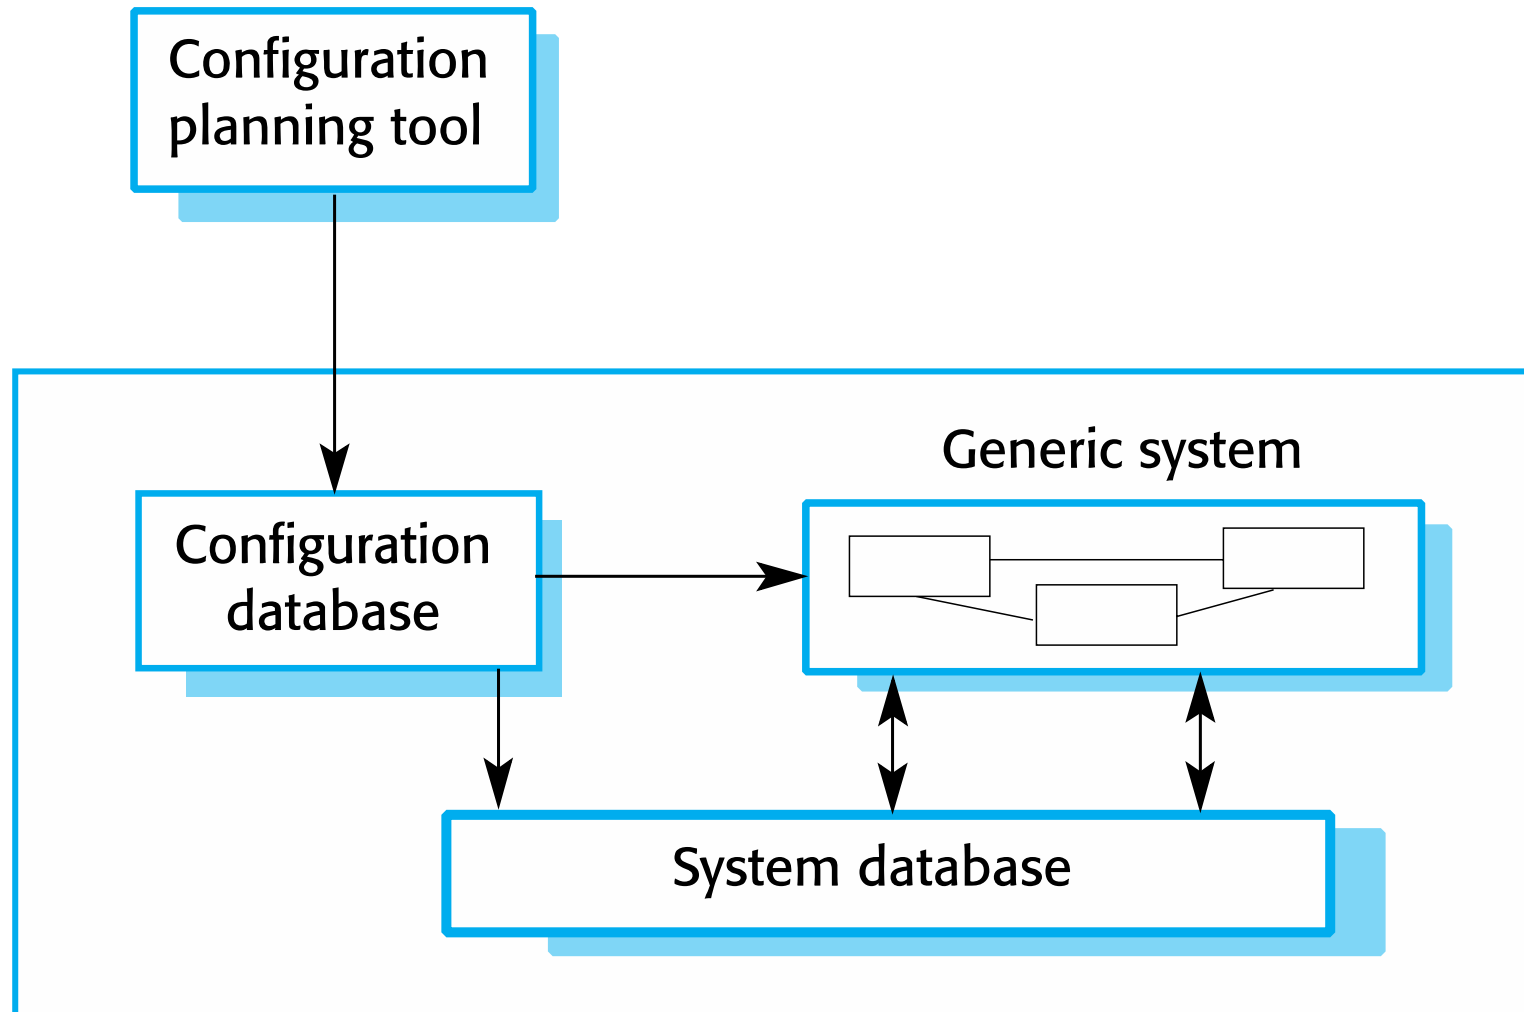 Configuration
planning tool
Generic system
Configuration
database
System database